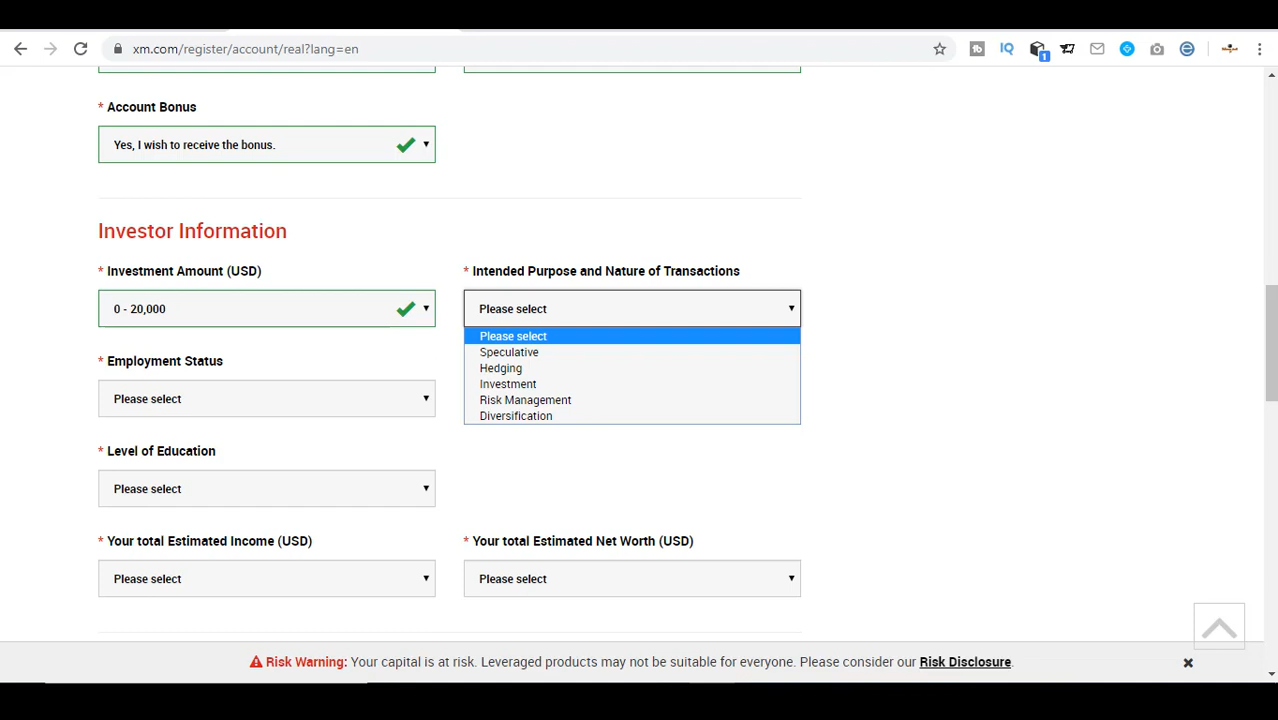 xm.com/register/account/real?lang=en
IQ
1
* Account Bonus
Yes, I wish to receive the bonus.
Investor Information
* Investment Amount (USD)
* Intended Purpose and Nature of Transactions
0 - 20,000
Please select
Please select
Speculative
Hedging
Investment
Risk Management
Diversification
* Employment Status
Please select
* Level of Education
Please select
* Your total Estimated Income (USD)
* Your total Estimated Net Worth (USD)
Please select
Please select
Risk Warning: Your capital is at risk. Leveraged products may not be suitable for everyone. Please consider our Risk Disclosure.